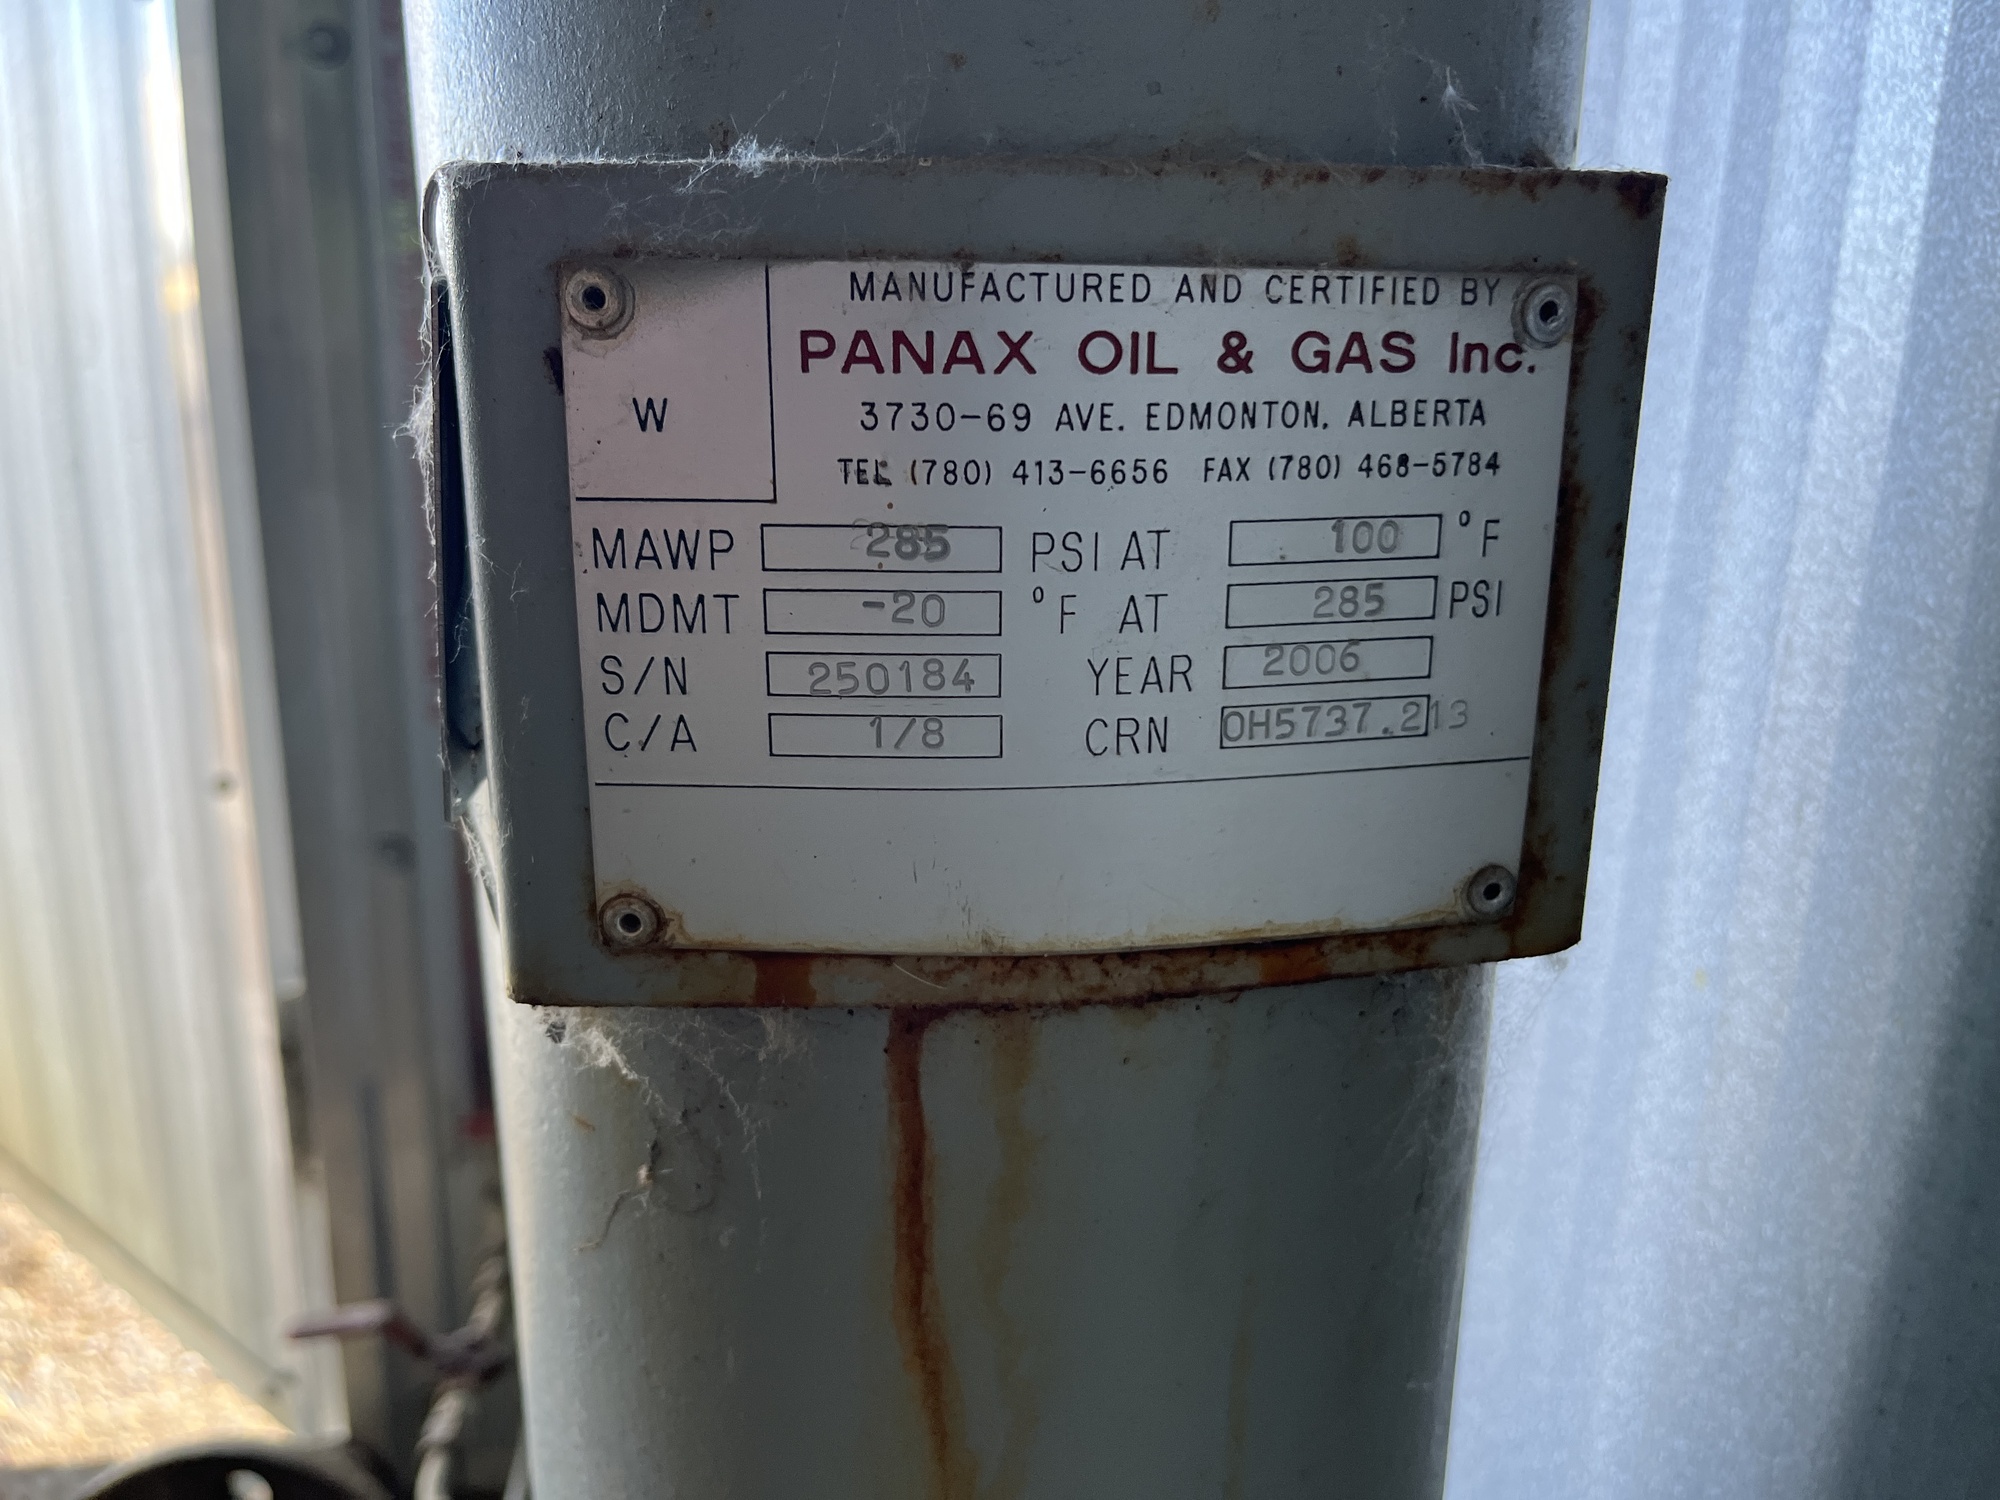 MANUFACTURED AND CERTIFIED BY
PANAX OIL & GAS Inc.
W
3730-69 AVE. EDMONTON, ALBERTA
TEL (780) 413-6656 FAX (780) 468-5784
MAWP 285 PSI AT 100 °F
MDMT -20 °F AT 285 PSI
S/N 250184 YEAR 2006
C/A 1/8 CRN 0H5737.213